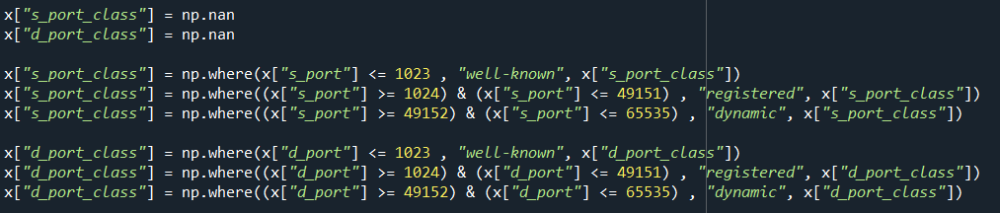 x["s_port_class"] = np.nan
x["d_port_class"] = np.nan
x["s_port_class"] = np.where(x["s_port"] <= 1023 , "well-known", x["s_port_class"])
x["s_port_class"] = np.where((x["s_port"] >= 1024) & (x["s_port"] <= 49151) , "registered", x["s_port_class"])
x["s_port_class"] = np.where((x["s_port"] >= 49152) & (x["s_port"] <= 65535) , "dynamic", x["s_port_class"])
x["d_port_class"] = np.where(x["d_port"] <= 1023 , "well-known", x["d_port_class"])
x["d_port_class"] = np.where((x["d_port"] >= 1024) & (x["d_port"] <= 49151) , "registered", x["d_port_class"])
x["d_port_class"] = np.where((x["d_port"] >= 49152) & (x["d_port"] <= 65535) , "dynamic", x["d_port_class"])